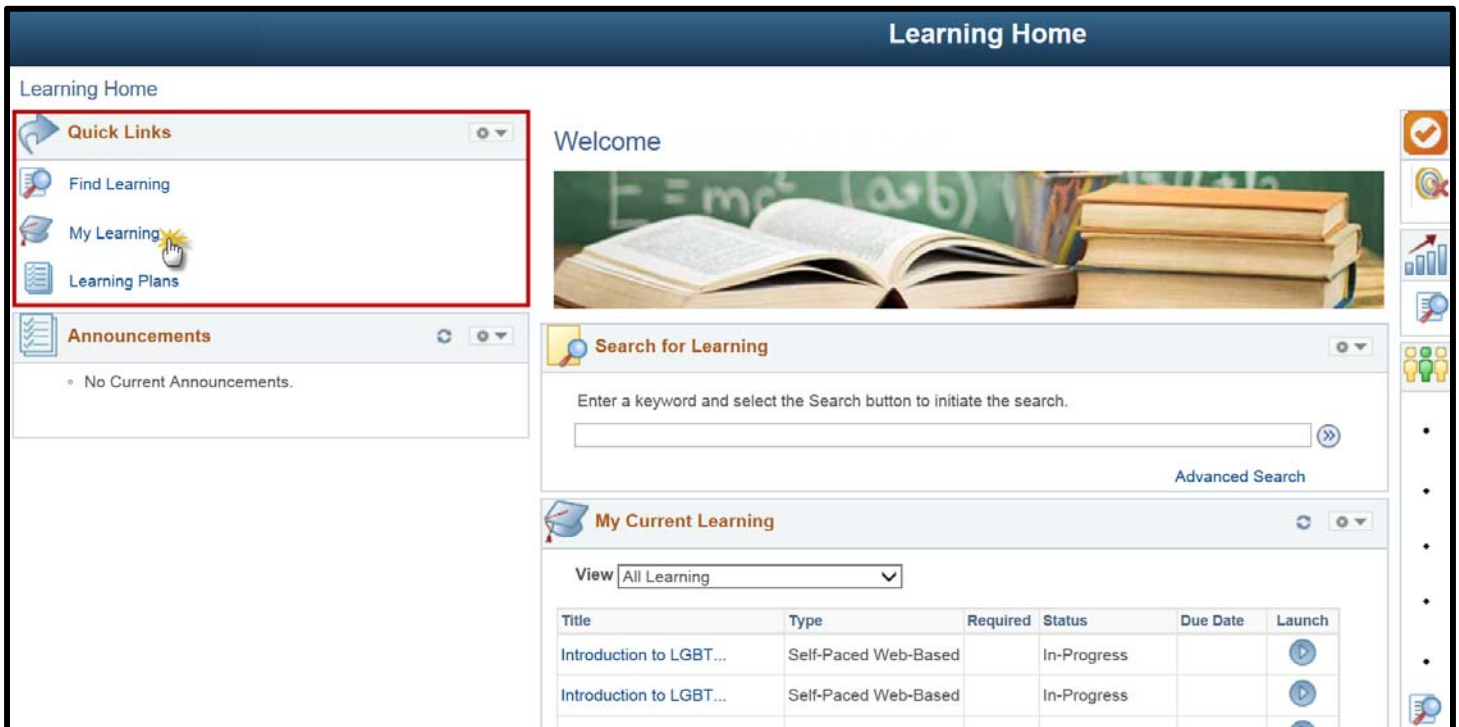 Learning Home
Learning Home
Quick Links
Find Learning
My Learning
Learning Plans
Announcements
No Current Announcements.
Welcome
E = mc² (a+b)
Search for Learning
Enter a keyword and select the Search button to initiate the search.
Advanced Search
My Current Learning
View All Learning
Title Type Required Status Due Date Launch
Introduction to LGBT... Self-Paced Web-Based In-Progress
Introduction to LGBT... Self-Paced Web-Based In-Progress